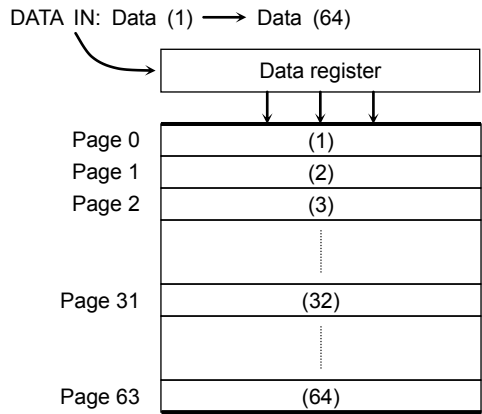 DATA IN: Data (1) ⟶ Data (64)
Data register
Page 0 (1)
Page 1 (2)
Page 2 (3)
Page 31 (32)
Page 63 (64)